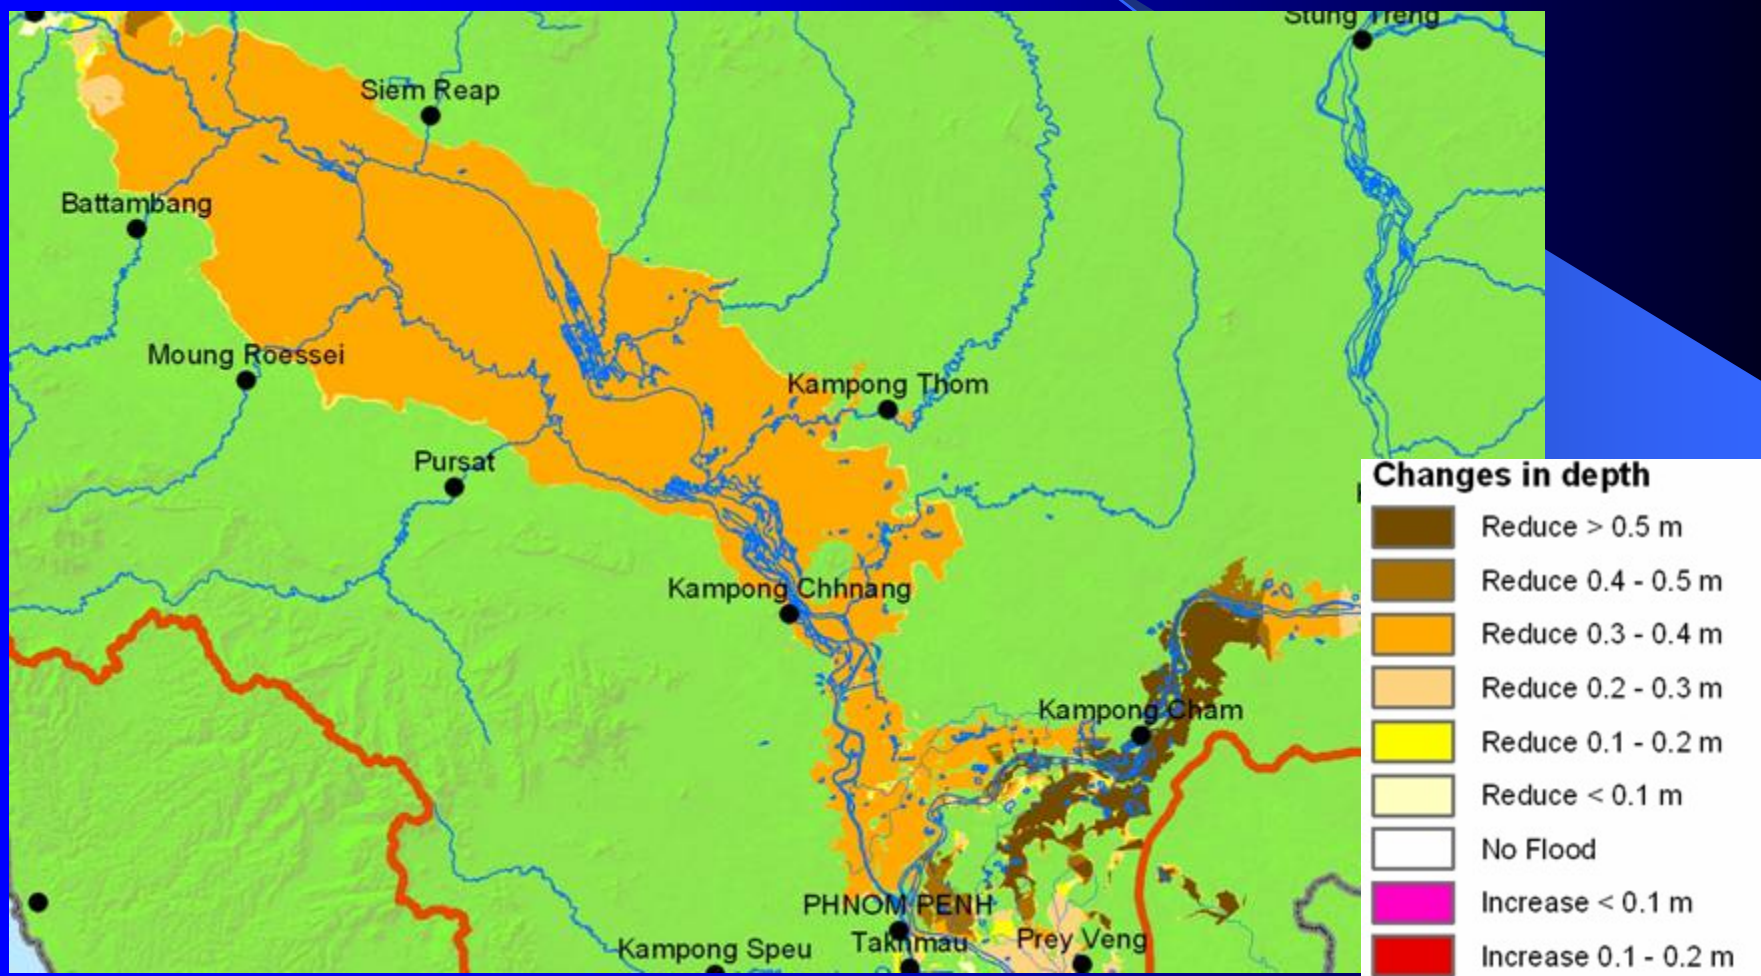 Stung Treng
Siem Reap
Battambang
Moung Roessei
Kampong Thom
Pursat
Kampong Chhnang
Kampong Cham
PHNOM PENH
Takhmau
Prey Veng
Kampong Speu
Changes in depth
Reduce > 0.5 m
Reduce 0.4 - 0.5 m
Reduce 0.3 - 0.4 m
Reduce 0.2 - 0.3 m
Reduce 0.1 - 0.2 m
Reduce < 0.1 m
No Flood
Increase < 0.1 m
Increase 0.1 - 0.2 m